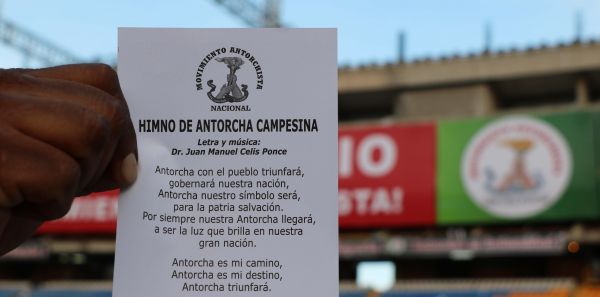 MOVIMIENTO ANTORCHISTA
NACIONAL
HIMNO DE ANTORCHA CAMPESINA
Letra y música:
Dr. Juan Manuel Celis Ponce
Antorcha con el pueblo triunfará,
gobernará nuestra nación,
Antorcha nuestro símbolo será,
para la patria salvación.
Por siempre nuestra Antorcha llegará,
a ser la luz que brilla en nuestra
gran nación.
Antorcha es mi camino,
Antorcha es mi destino,
Antorcha triunfará.